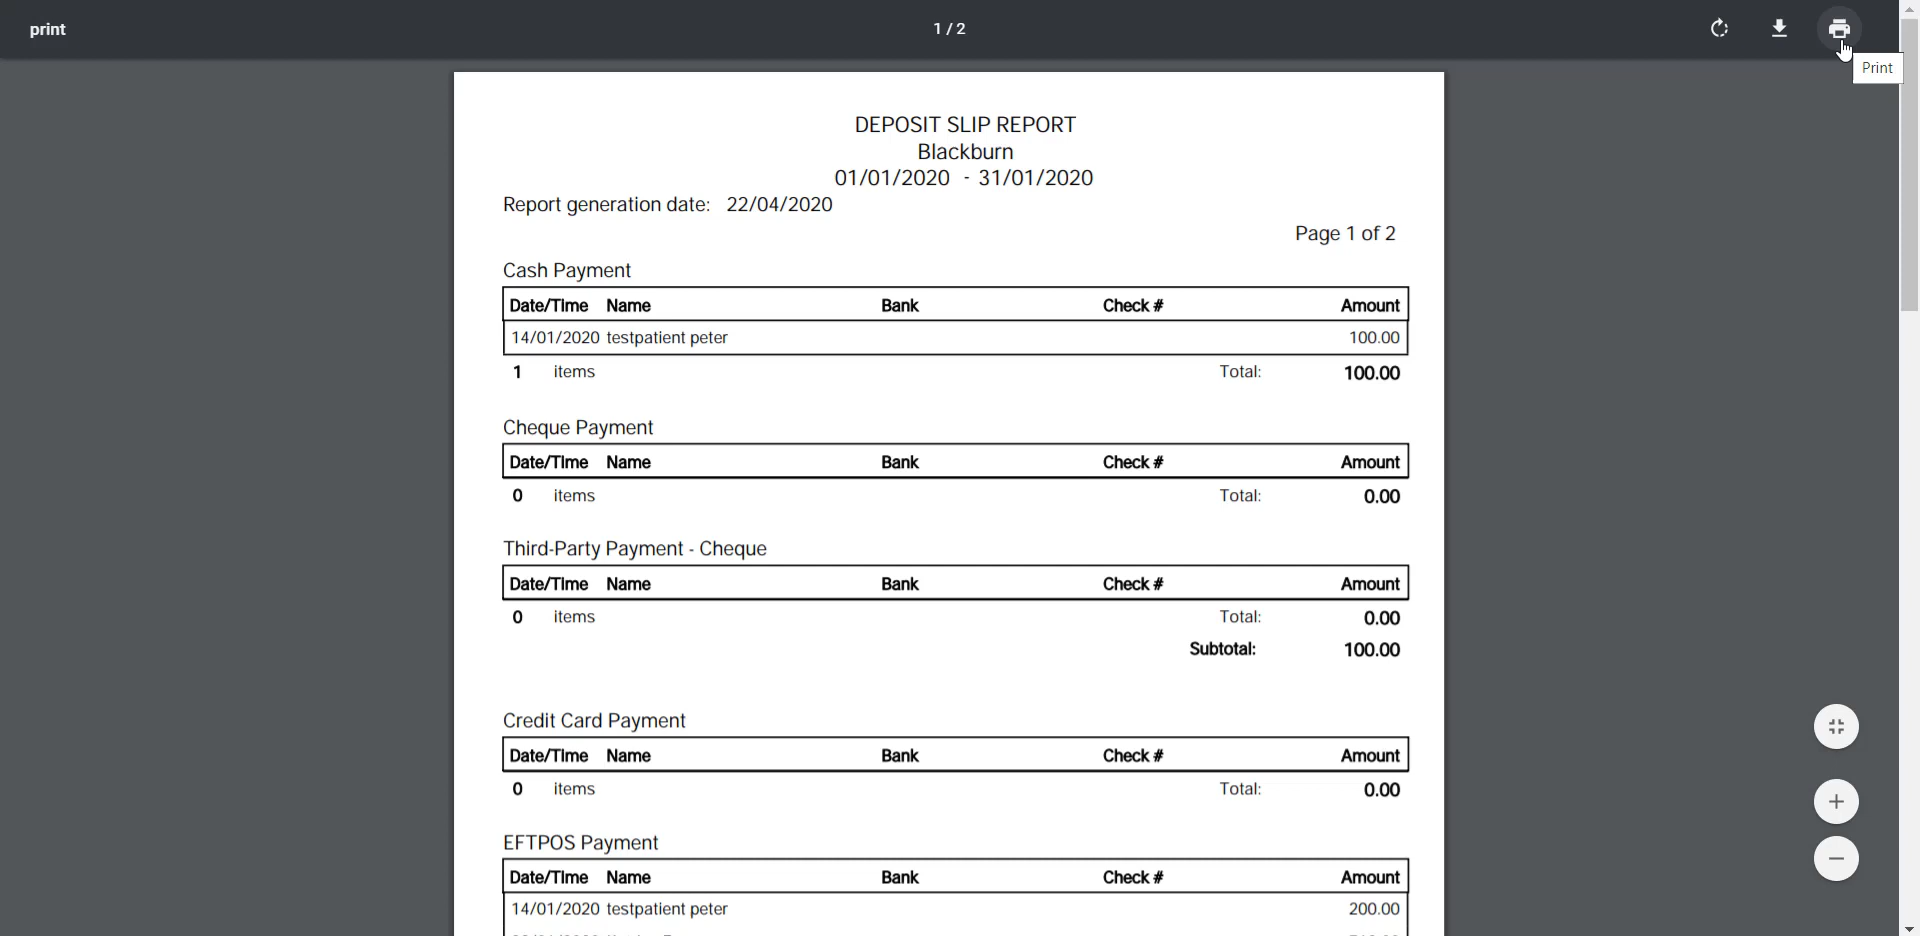 print
1 / 2
Print
DEPOSIT SLIP REPORT
Blackburn
01/01/2020 - 31/01/2020
Report generation date: 22/04/2020
Page 1 of 2
Cash Payment
Date/Time Name Bank Check # Amount
14/01/2020 testpatient peter 100.00
1 items Total: 100.00
Cheque Payment
Date/Time Name Bank Check # Amount
0 items Total: 0.00
Third-Party Payment - Cheque
Date/Time Name Bank Check # Amount
0 items Total: 0.00
Subtotal: 100.00
Credit Card Payment
Date/Time Name Bank Check # Amount
0 items Total: 0.00
EFTPOS Payment
Date/Time Name Bank Check # Amount
14/01/2020 testpatient peter 200.00